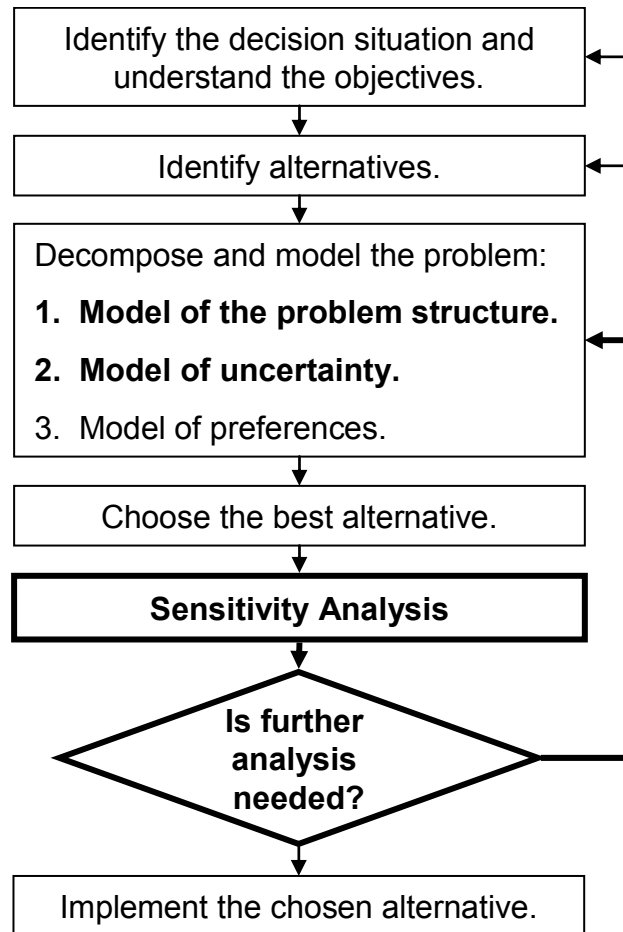 Identify the decision situation and
understand the objectives.
Identify alternatives.
Decompose and model the problem:
1. Model of the problem structure.
2. Model of uncertainty.
3. Model of preferences.
Choose the best alternative.
Sensitivity Analysis
Is further
analysis
needed?
Implement the chosen alternative.